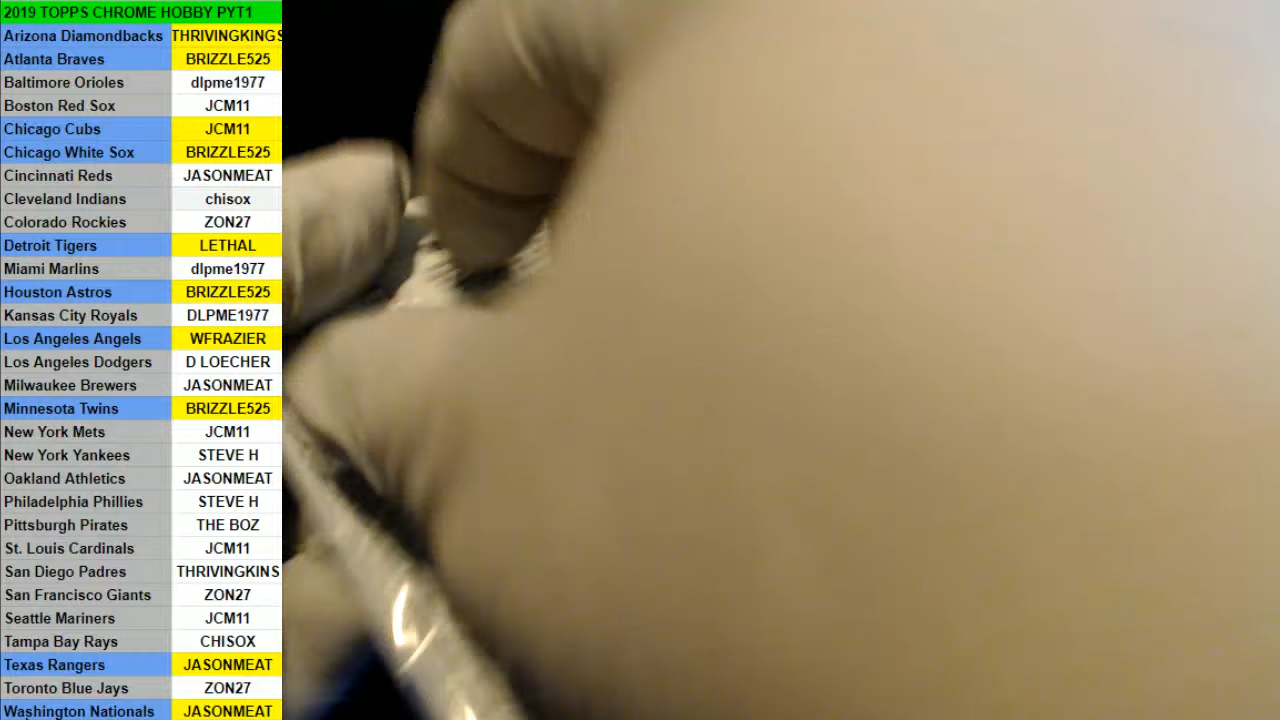 2019 TOPPS CHROME HOBBY PYT1
Arizona Diamondbacks THRIVINGKINGS
Atlanta Braves BRIZZLE525
Baltimore Orioles dlpme1977
Boston Red Sox JCM11
Chicago Cubs JCM11
Chicago White Sox BRIZZLE525
Cincinnati Reds JASONMEAT
Cleveland Indians chisox
Colorado Rockies ZON27
Detroit Tigers LETHAL
Miami Marlins dlpme1977
Houston Astros BRIZZLE525
Kansas City Royals DLPME1977
Los Angeles Angels WFRAZIER
Los Angeles Dodgers D LOECHER
Milwaukee Brewers JASONMEAT
Minnesota Twins BRIZZLE525
New York Mets JCM11
New York Yankees STEVE H
Oakland Athletics JASONMEAT
Philadelphia Phillies STEVE H
Pittsburgh Pirates THE BOZ
St. Louis Cardinals JCM11
San Diego Padres THRIVINGKINS
San Francisco Giants ZON27
Seattle Mariners JCM11
Tampa Bay Rays CHISOX
Texas Rangers JASONMEAT
Toronto Blue Jays ZON27
Washington Nationals JASONMEAT